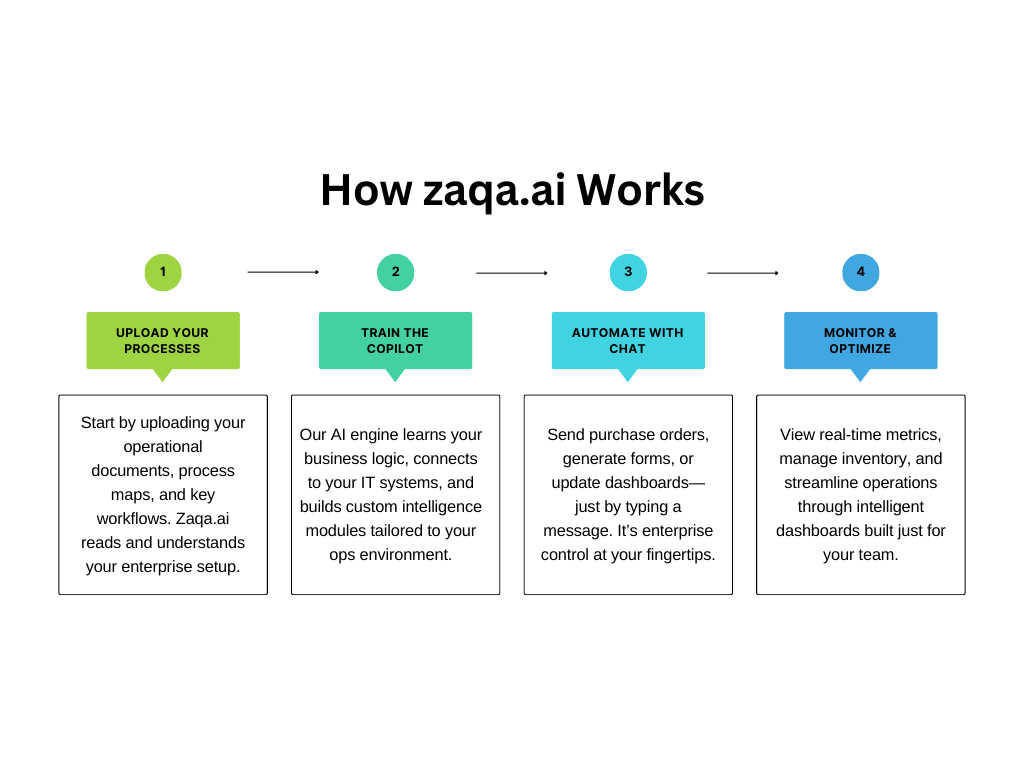 How zaqa.ai Works
1
2
3
4
UPLOAD YOUR
PROCESSES
TRAIN THE
COPILOT
AUTOMATE WITH
CHAT
MONITOR &
OPTIMIZE
Start by uploading your
operational
documents, process
maps, and key
workflows. Zaqa.ai
reads and understands
your enterprise setup.
Our AI engine learns your
business logic, connects
to your IT systems, and
builds custom intelligence
modules tailored to your
ops environment.
Send purchase orders,
generate forms, or
update dashboards—
just by typing a
message. It’s enterprise
control at your fingertips.
View real-time metrics,
manage inventory, and
streamline operations
through intelligent
dashboards built just for
your team.